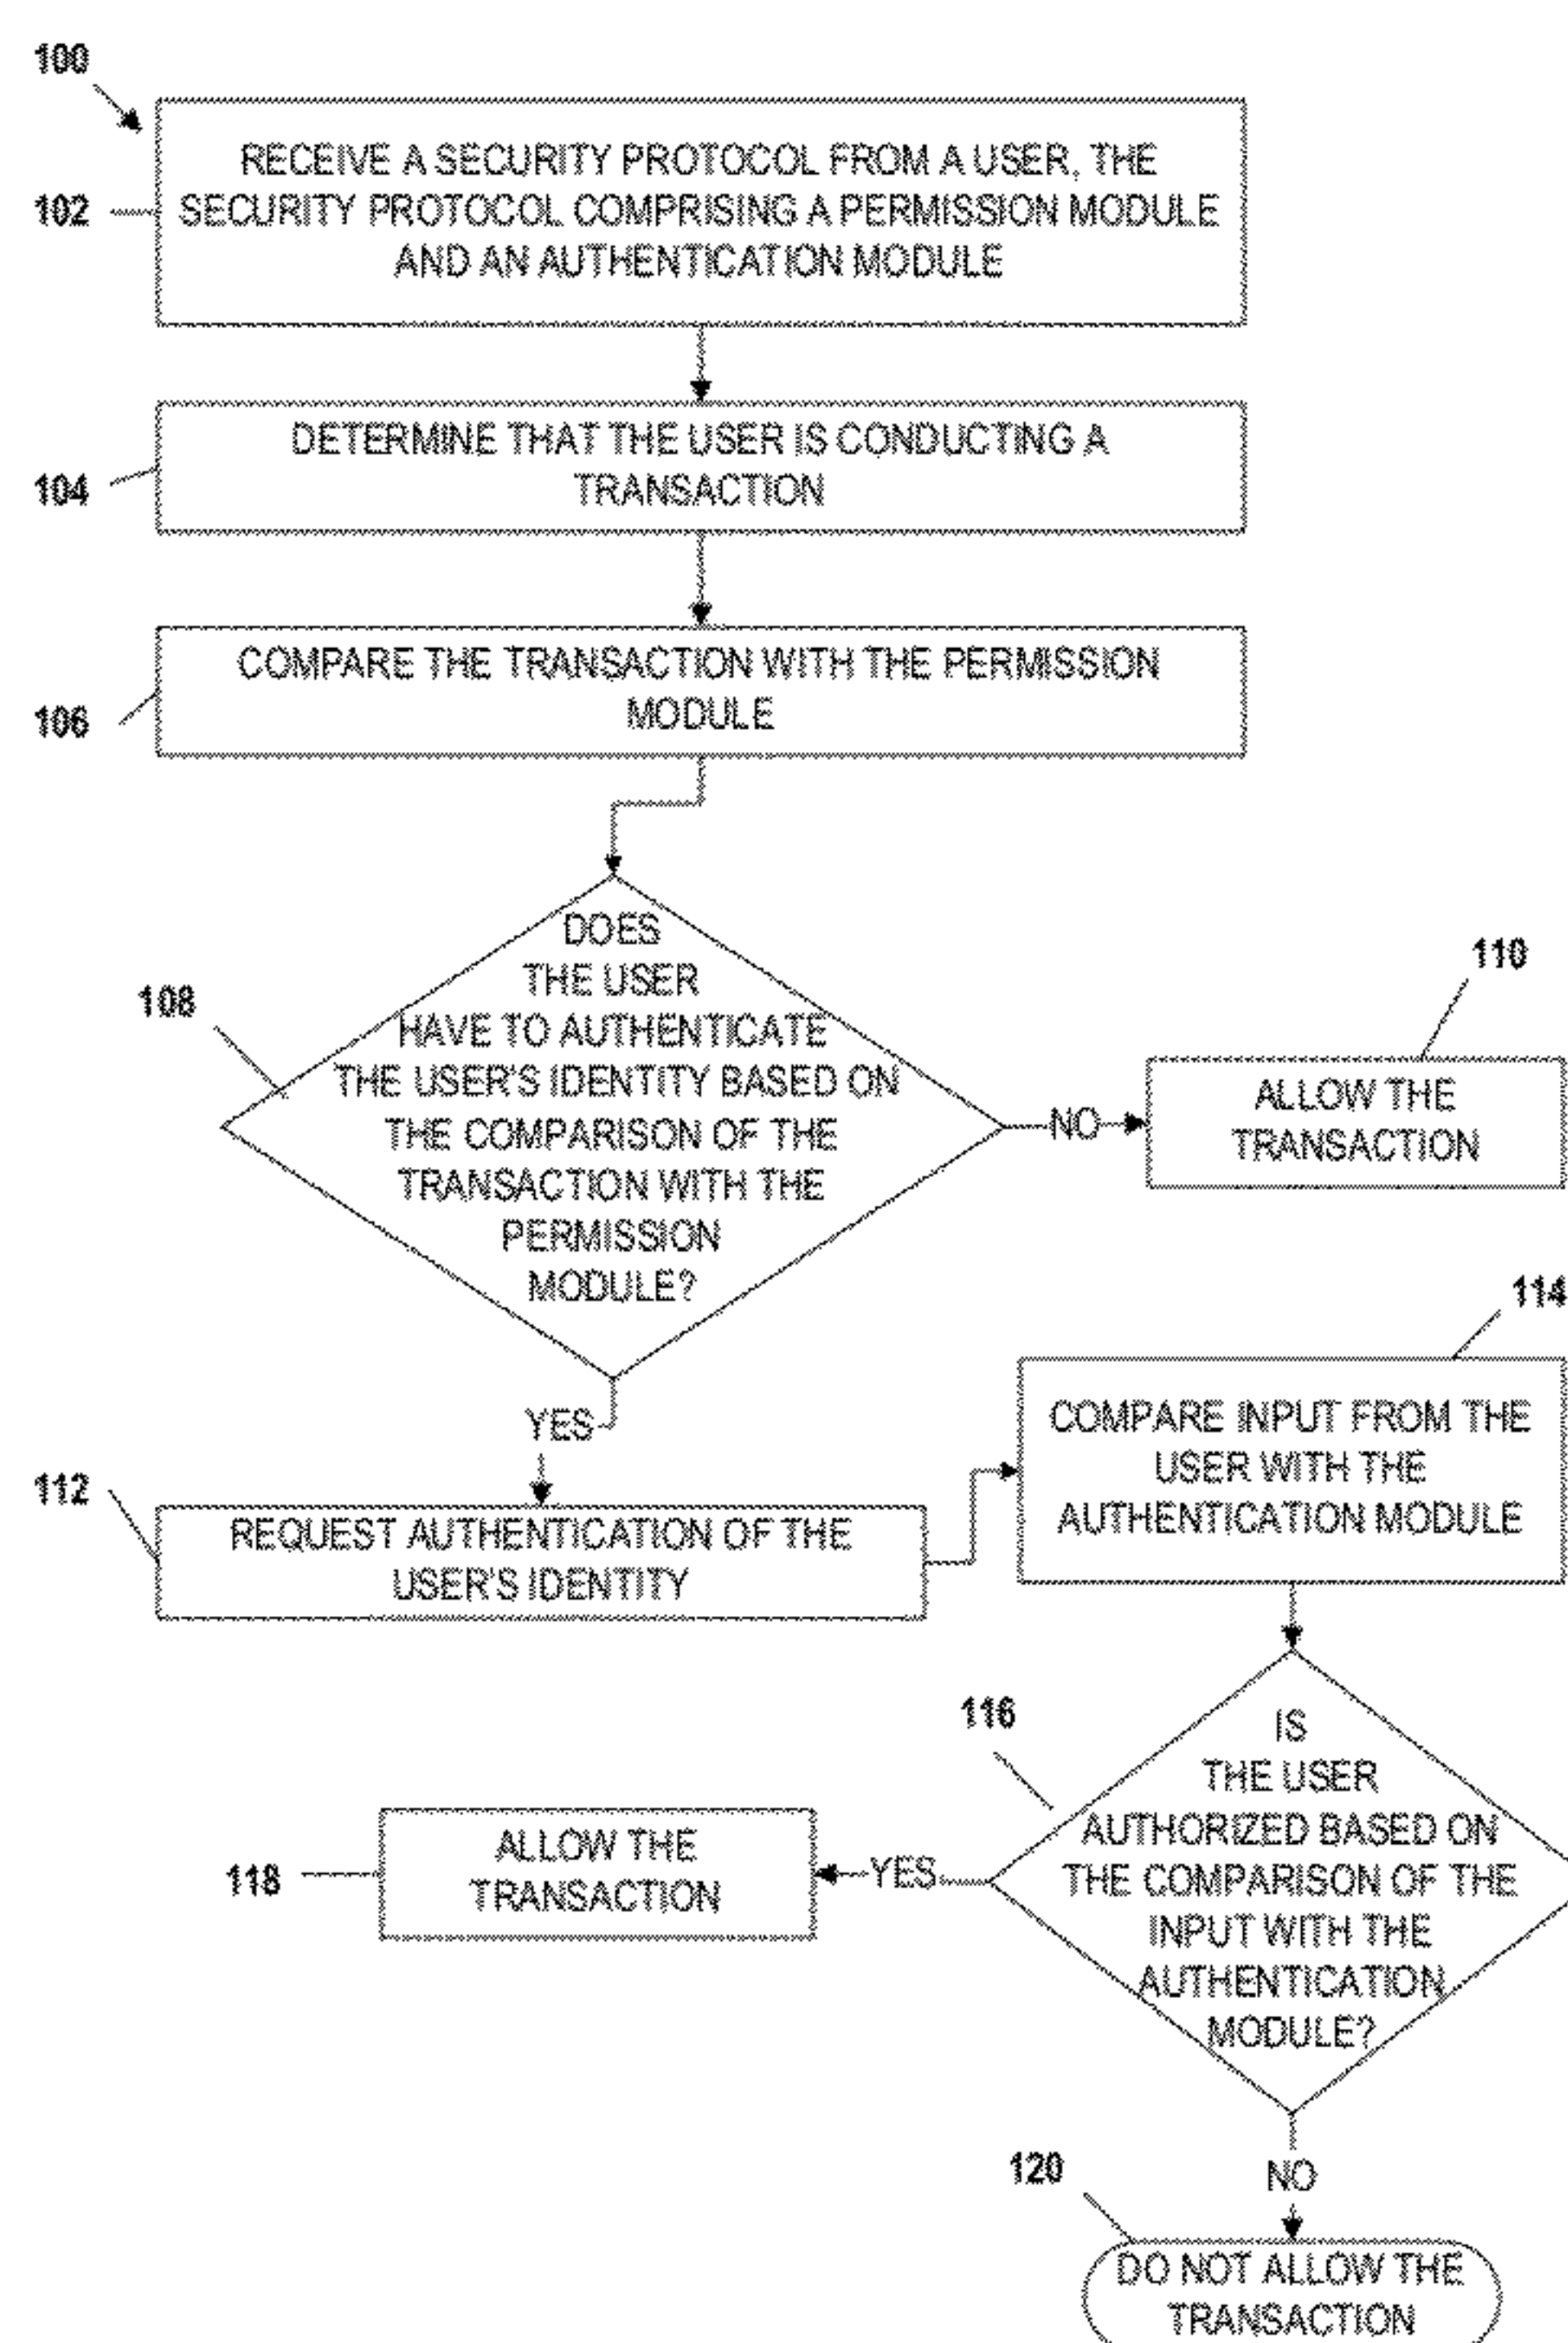 100
102
RECEIVE A SECURITY PROTOCOL FROM A USER, THE
SECURITY PROTOCOL COMPRISING A PERMISSION MODULE
AND AN AUTHENTICATION MODULE
104
DETERMINE THAT THE USER IS CONDUCTING A
TRANSACTION
106
COMPARE THE TRANSACTION WITH THE PERMISSION
MODULE
108
DOES
THE USER
HAVE TO AUTHENTICATE
THE USER'S IDENTITY BASED ON
THE COMPARISON OF THE
TRANSACTION WITH THE
PERMISSION
MODULE?
NO
110
ALLOW THE
TRANSACTION
YES
112
REQUEST AUTHENTICATION OF THE
USER'S IDENTITY
114
COMPARE INPUT FROM THE
USER WITH THE
AUTHENTICATION MODULE
116
IS
THE USER
AUTHORIZED BASED ON
THE COMPARISON OF THE
INPUT WITH THE
AUTHENTICATION
MODULE?
YES
118
ALLOW THE
TRANSACTION
NO
120
DO NOT ALLOW THE
TRANSACTION